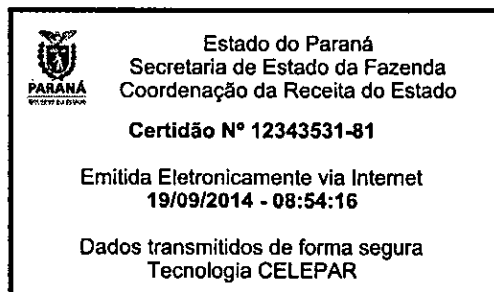 Estado do Paraná
Secretaria de Estado da Fazenda
PARANÁ
Coordenação da Receita do Estado
Certidão Nº 12343531-81
Emitida Eletronicamente via Internet
19/09/2014 - 08:54:16
Dados transmitidos de forma segura
Tecnologia CELEPAR